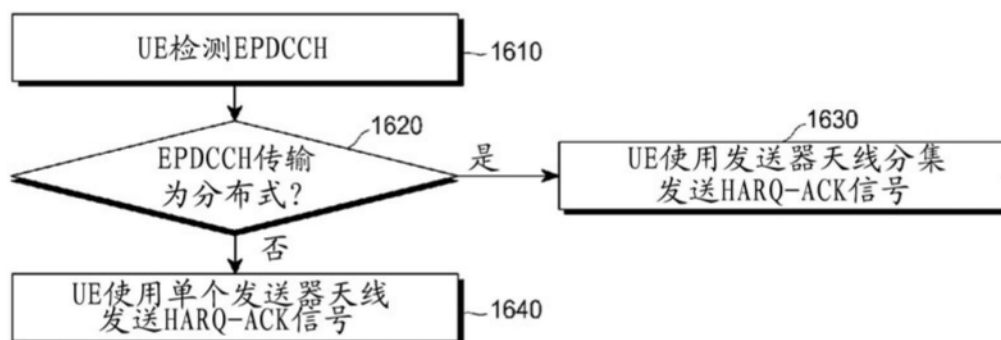 UE检测EPDCCH
1610
1620
EPDCCH传输
为分布式?
是
1630
UE使用发送器天线分集
发送HARQ-ACK信号
否
UE使用单个发送器天线
发送HARQ-ACK信号
1640